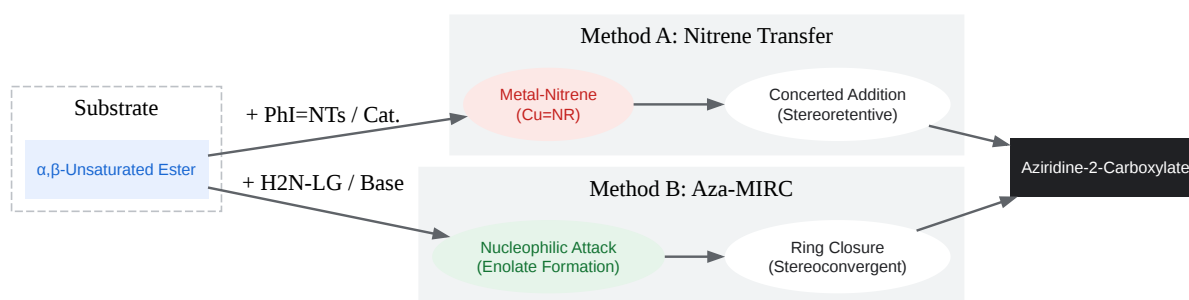 Method A: Nitrene Transfer
Substrate
α,β-Unsaturated Ester
+ PhI=NTs / Cat.
Metal-Nitrene
(Cu=NR)
Concerted Addition
(Stereoretentive)
+ H2N-LG / Base
Method B: Aza-MIRC
Nucleophilic Attack
(Enolate Formation)
Ring Closure
(Stereoconvergent)
Aziridine-2-Carboxylate